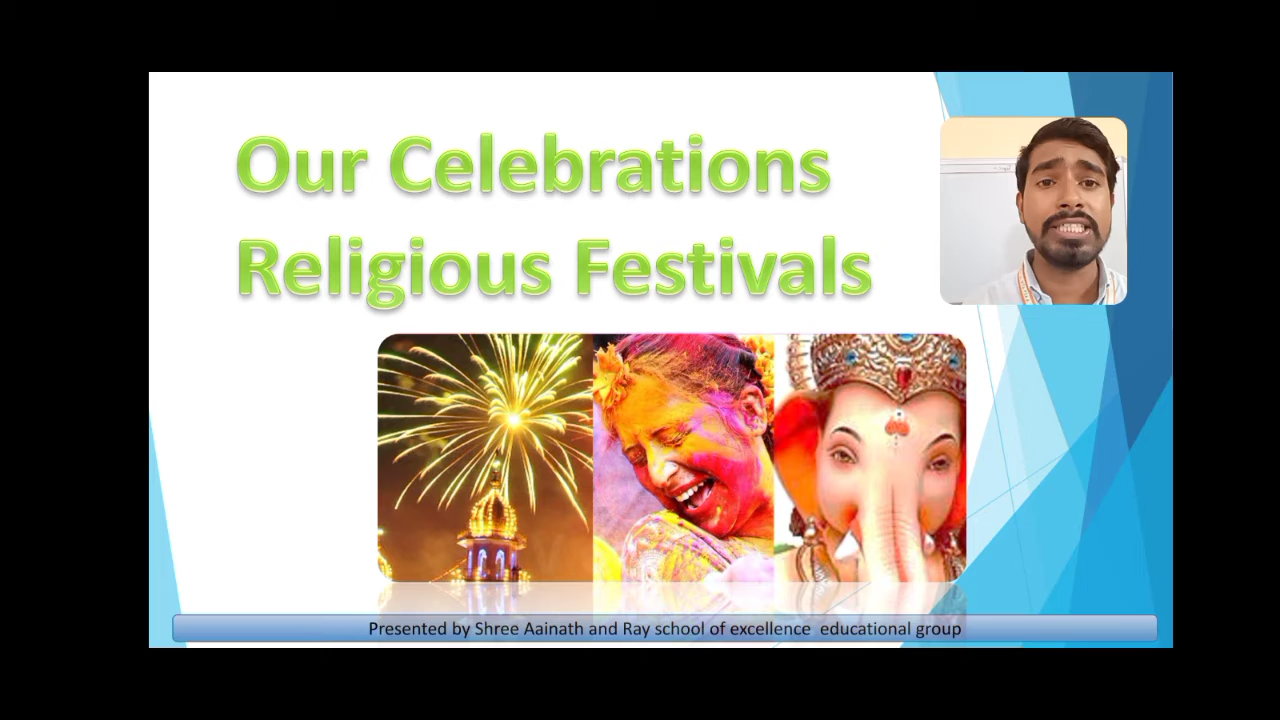 Our Celebrations
Religious Festivals
Presented by Shree Aainath and Ray school of excellence educational group